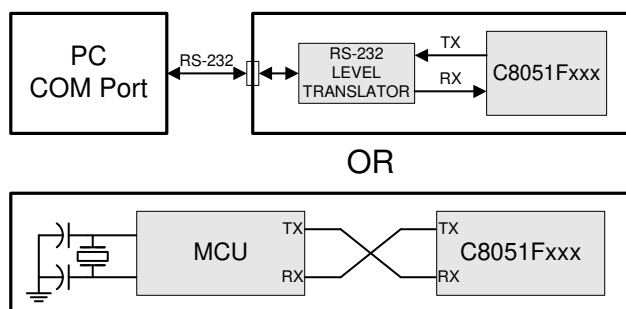 PC
COM Port
RS-232
RS-232
LEVEL
TRANSLATOR
TX
RX
C8051Fxxx
OR
MCU
TX
RX
TX
RX
C8051Fxxx